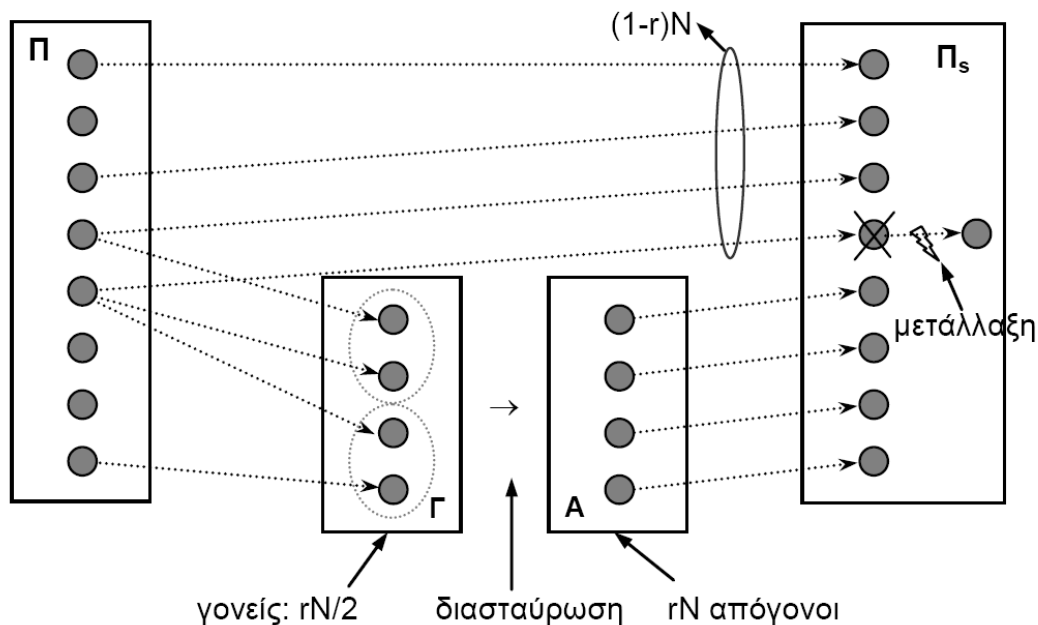 Π
(1-r)N
Πs
μετάλλαξη
Γ
→
Α
γονείς: rN/2
διασταύρωση
rN απόγονοι